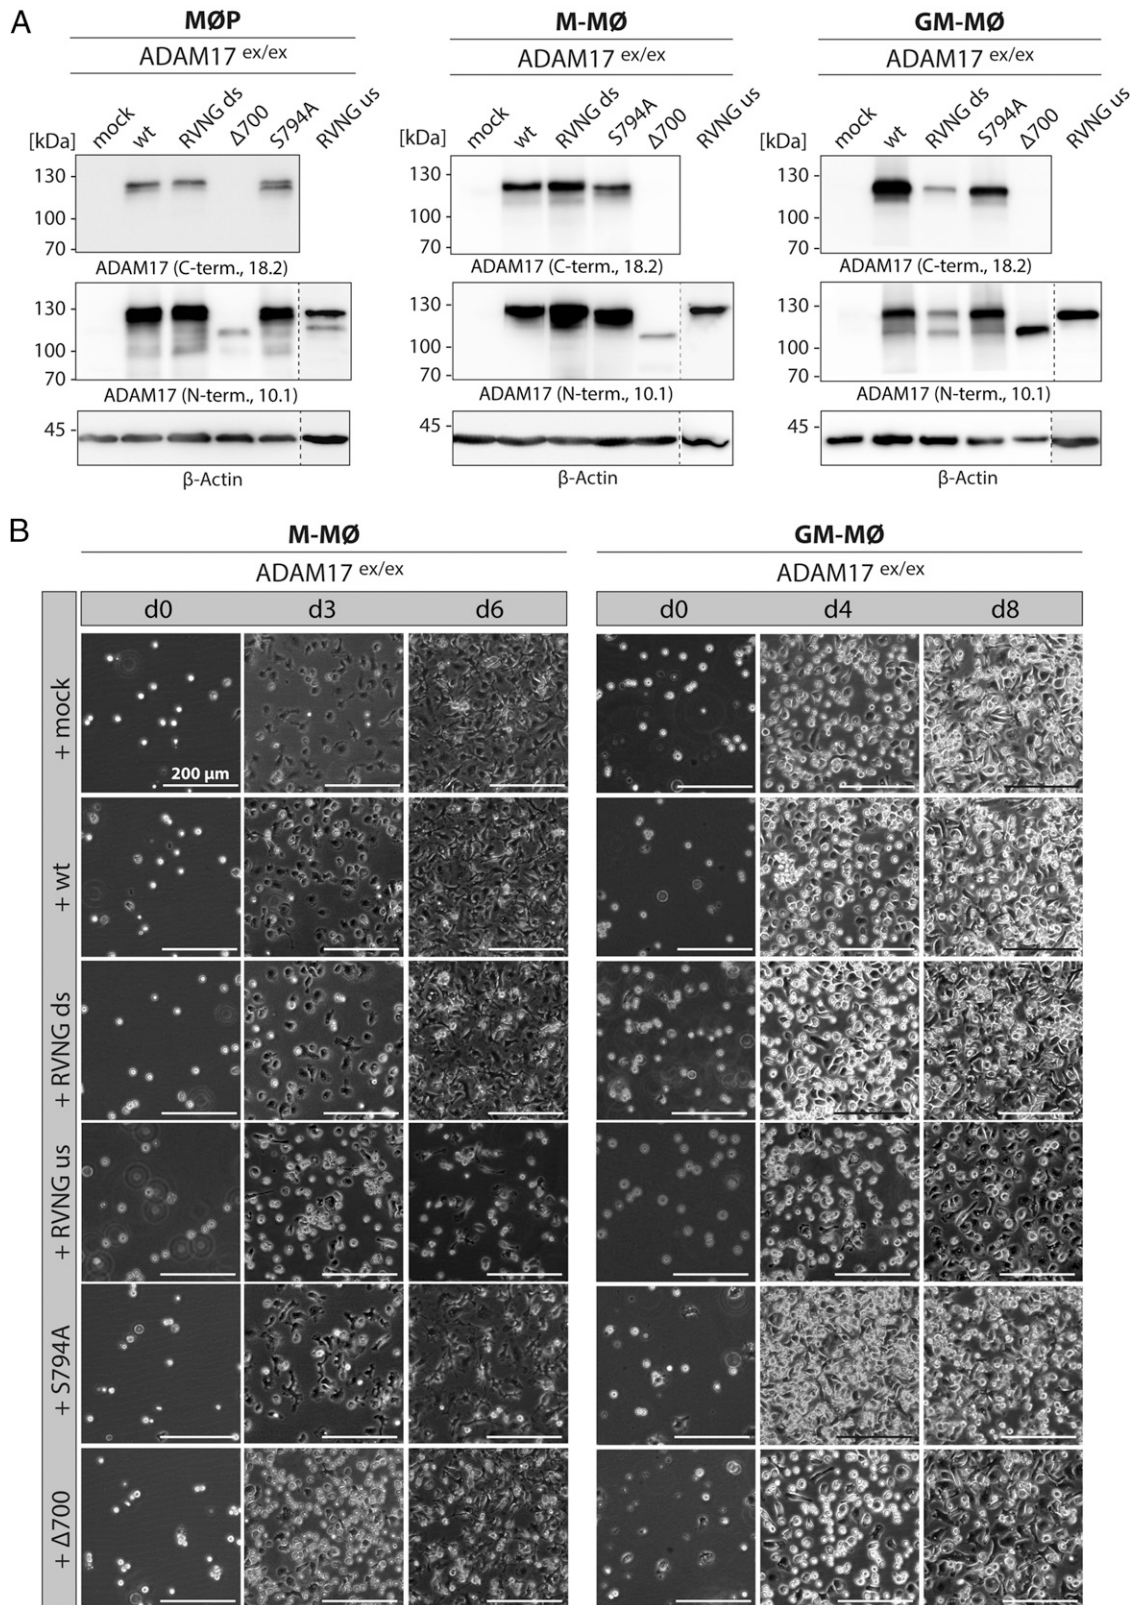 A
MØP
M-MØ
GM-MØ
ADAM17 ex/ex
ADAM17 ex/ex
ADAM17 ex/ex
[kDa] mock wt RVNG ds Δ700 S794A RVNG us
[kDa] mock wt RVNG ds S794A Δ700 RVNG us
[kDa] mock wt RVNG ds S794A Δ700 RVNG us
130
100
70
130
100
70
130
100
70
ADAM17 (C-term., 18.2)
ADAM17 (C-term., 18.2)
ADAM17 (C-term., 18.2)
130
100
70
130
100
70
130
100
70
ADAM17 (N-term., 10.1)
ADAM17 (N-term., 10.1)
ADAM17 (N-term., 10.1)
45
45
45
β-Actin
β-Actin
β-Actin
B
M-MØ
GM-MØ
ADAM17 ex/ex
ADAM17 ex/ex
d0 d3 d6
d0 d4 d8
+ mock
200 µm
+ wt
+ RVNG ds
+ RVNG us
+ S794A
+ Δ700